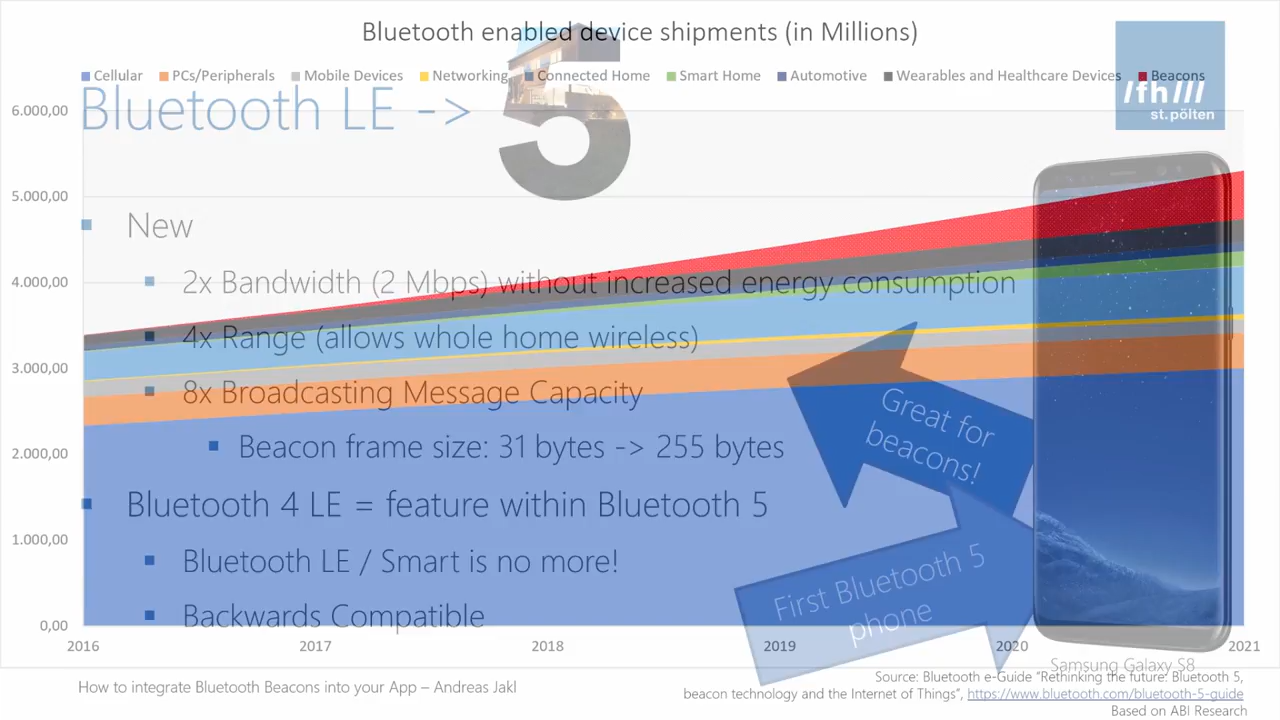 Bluetooth enabled device shipments (in Millions)
Cellular PCs/Peripherals Mobile Devices Networking Connected Home Smart Home Automotive Wearables and Healthcare Devices Beacons
Bluetooth LE -> 5
/fh///
st.pölten
6.000,00
5.000,00
4.000,00
3.000,00
2.000,00
1.000,00
0,00
New
2x Bandwidth (2 Mbps) without increased energy consumption
4x Range (allows whole home wireless)
8x Broadcasting Message Capacity
Beacon frame size: 31 bytes -> 255 bytes
Bluetooth 4 LE = feature within Bluetooth 5
Bluetooth LE / Smart is no more!
Backwards Compatible
Great for
beacons!
First Bluetooth 5
phone
2016 2017 2018 2019 2020 2021
Samsung Galaxy S8
How to integrate Bluetooth Beacons into your App – Andreas Jakl
Source: Bluetooth e-Guide "Rethinking the future: Bluetooth 5,
beacon technology and the Internet of Things", https://www.bluetooth.com/bluetooth-5-guide
Based on ABI Research